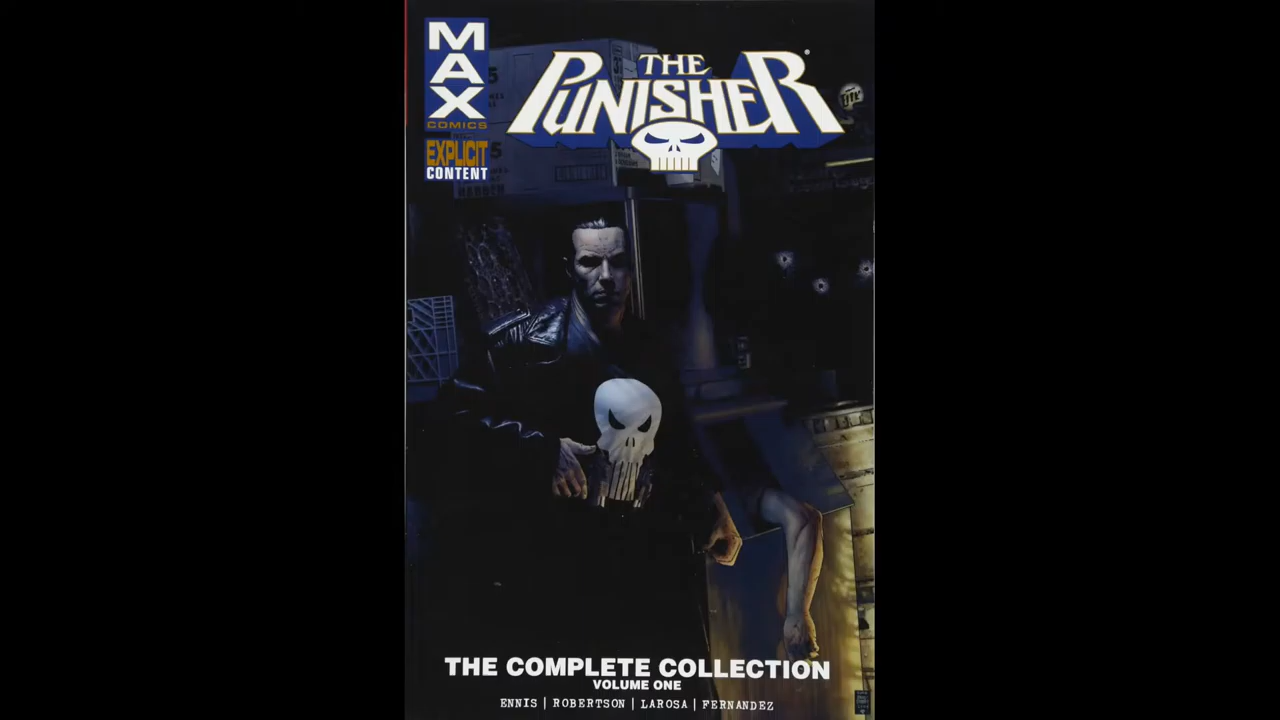 MAX
COMICS
EXPLICIT
CONTENT
THE
PUNISHER®
THE COMPLETE COLLECTION
VOLUME ONE
ENNIS | ROBERTSON | LAROSA | FERNANDEZ